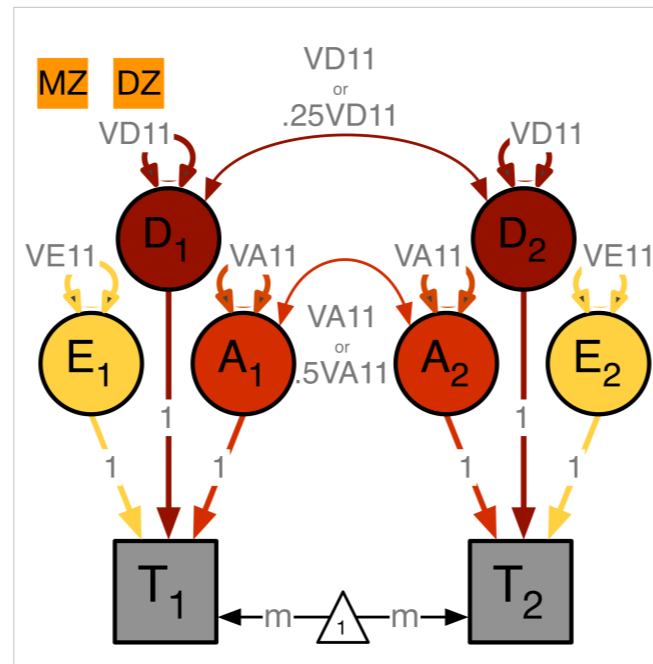 VD11
or
.25VD11
MZ DZ
VD11 VD11
D1 D2
VE11 VA11 VA11 VE11
VA11
or
.5VA11
E1 A1 A2 E2
1 1
1 1 1 1
T1 T2
m 1 m